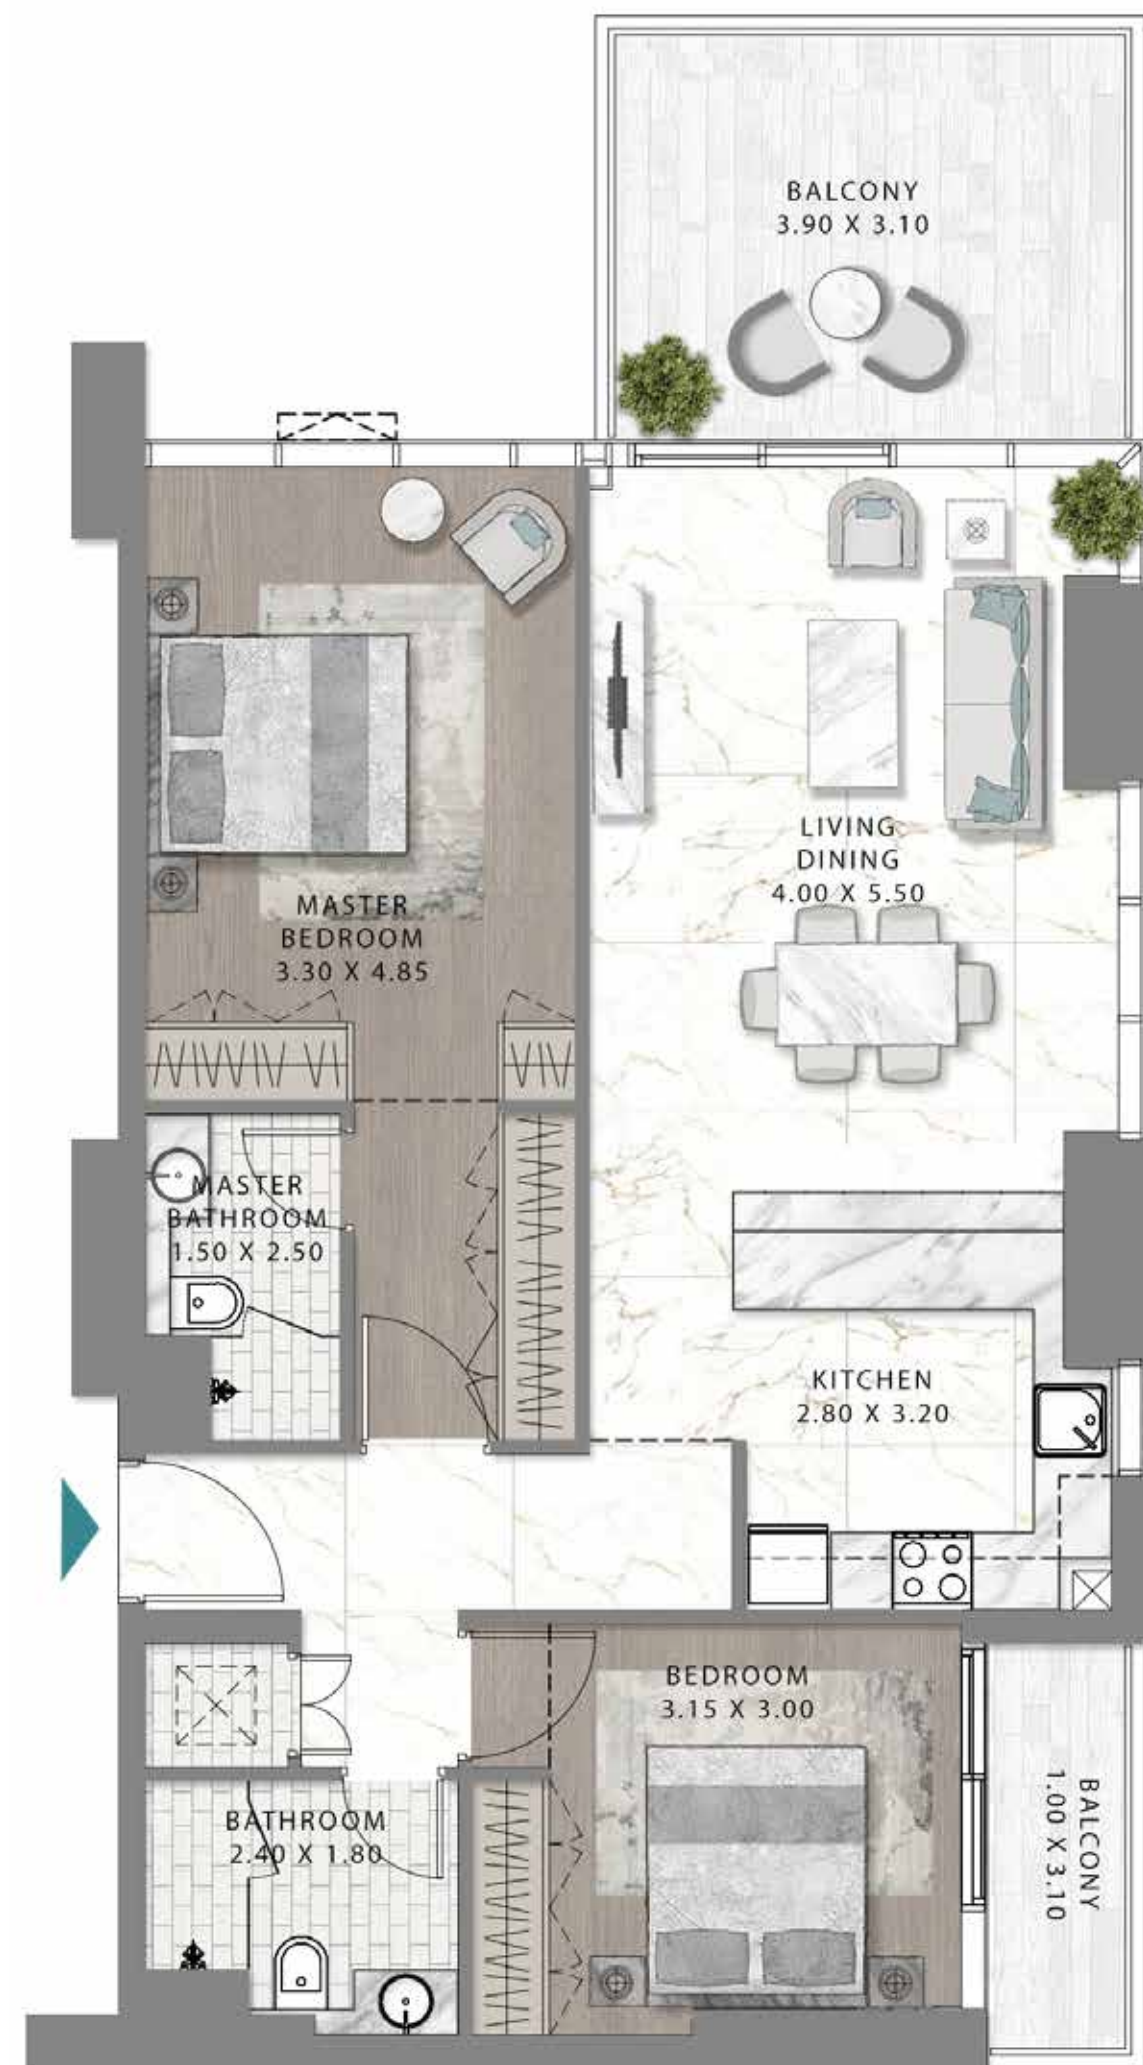 BALCONY
3.90 X 3.10
LIVING
DINING
4.00 X 5.50
MASTER
BEDROOM
3.30 X 4.85
MASTER
BATHROOM
1.50 X 2.50
KITCHEN
2.80 X 3.20
BEDROOM
3.15 X 3.00
BALCONY
1.00 X 3.10
BATHROOM
2.40 X 1.80